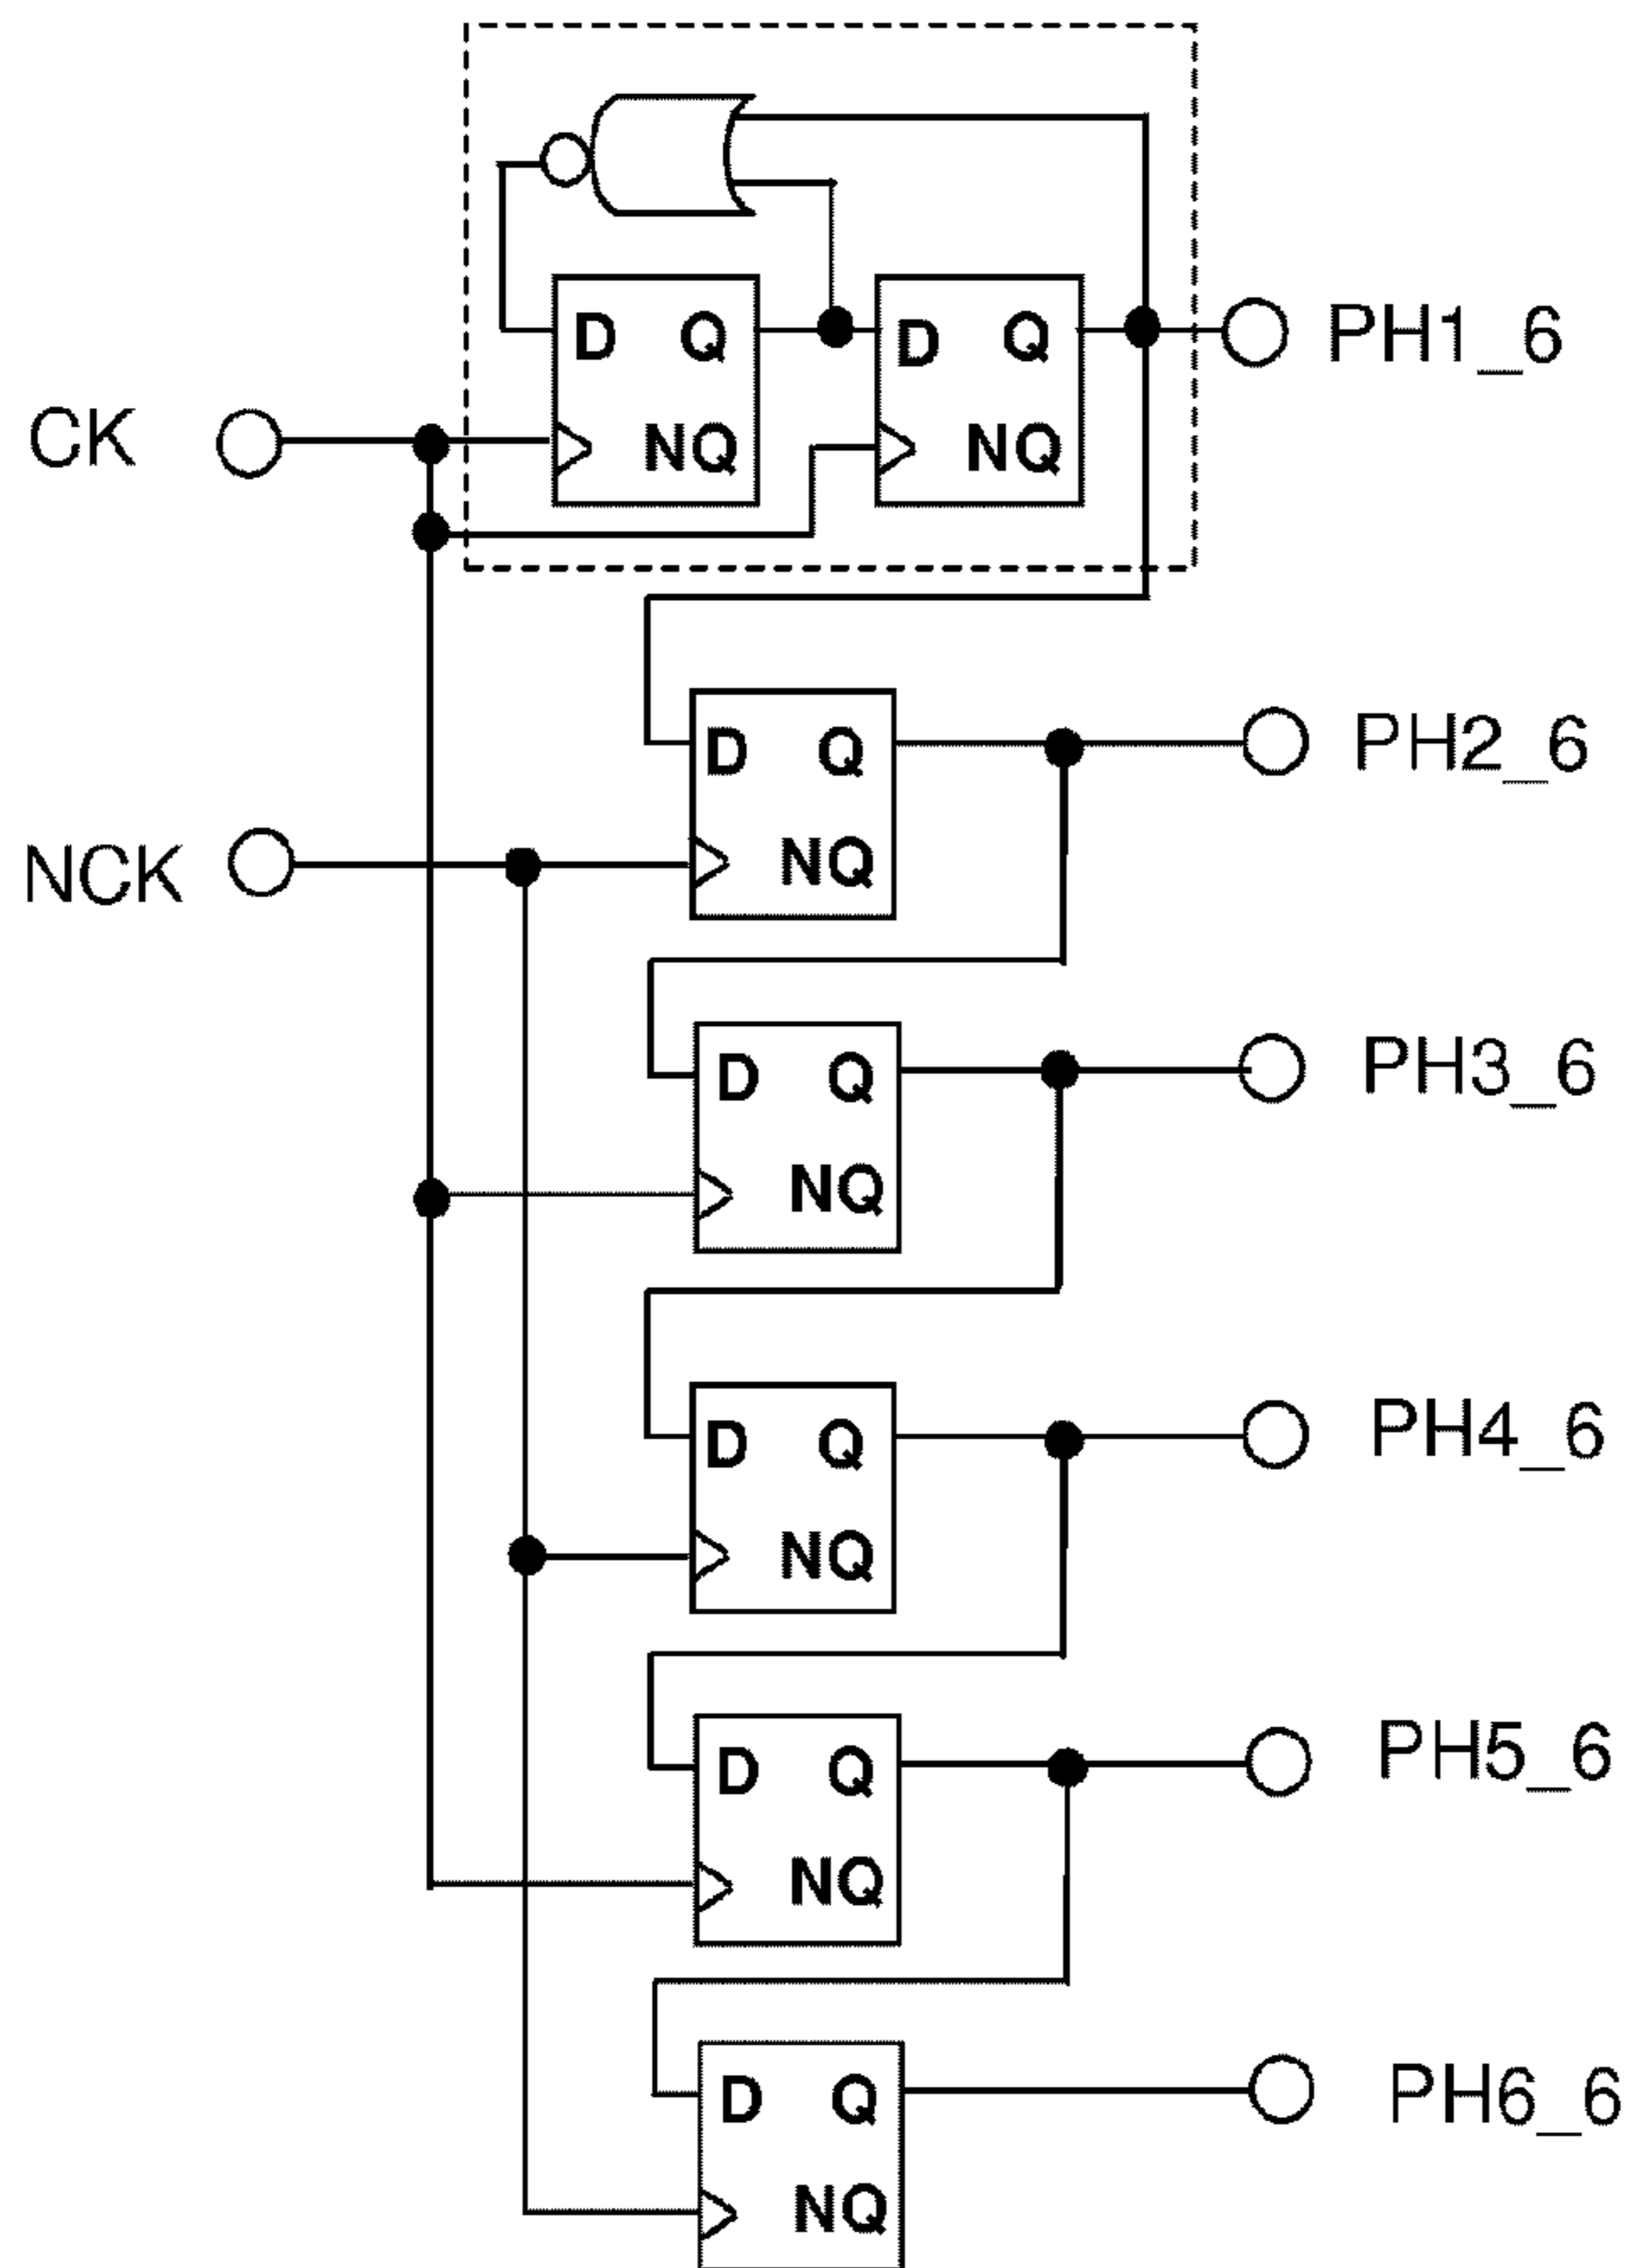 D Q D Q PH1_6
CK NQ NQ
D Q PH2_6
NCK NQ
D Q PH3_6
NQ
D Q PH4_6
NQ
D Q PH5_6
NQ
D Q PH6_6
NQ